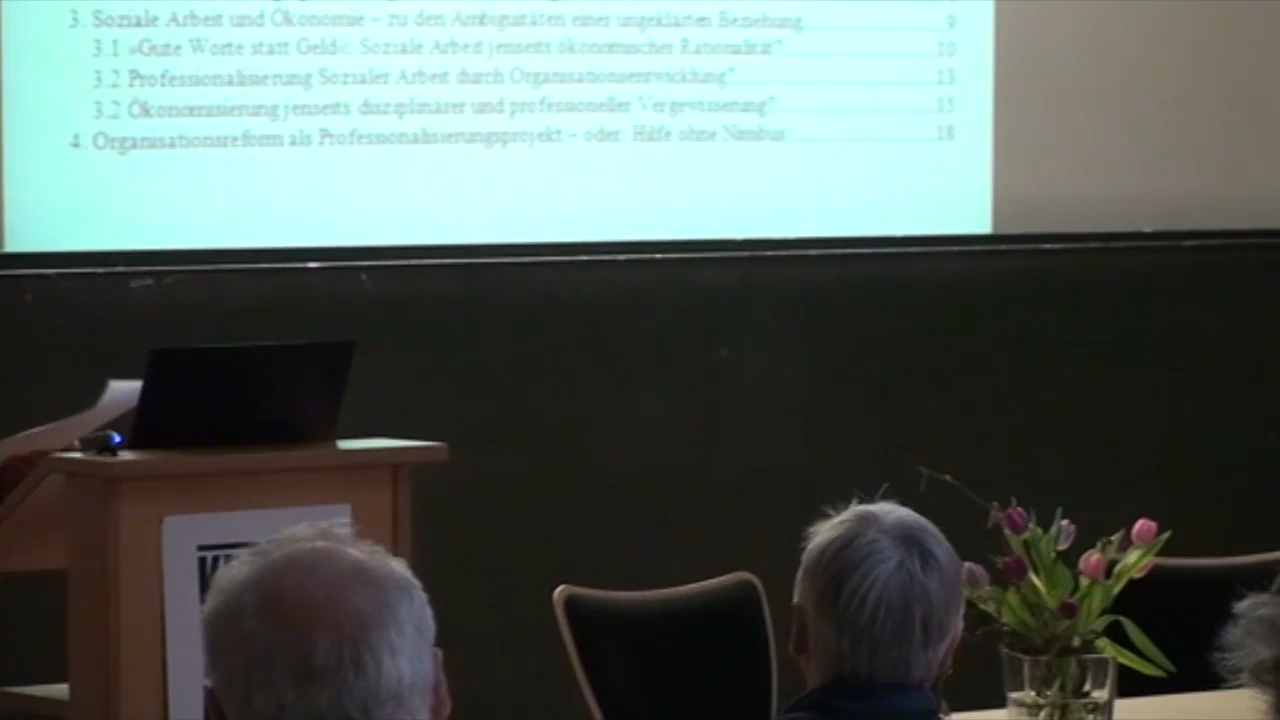 3. Soziale Arbeit und Ökonomie – zu den Ambiguitäten einer ungeklärten Beziehung 9
3.1 »Gute Worte statt Geld«: Soziale Arbeit jenseits ökonomischer Rationalität? 10
3.2 Professionalisierung Sozialer Arbeit durch Organisationsentwicklung? 13
3.2 Ökonomisierung jenseits disziplinärer und professioneller Vergewisserung? 15
4. Organisationsreform als Professionalisierungsprojekt – oder: Hilfe ohne Nimbus 18